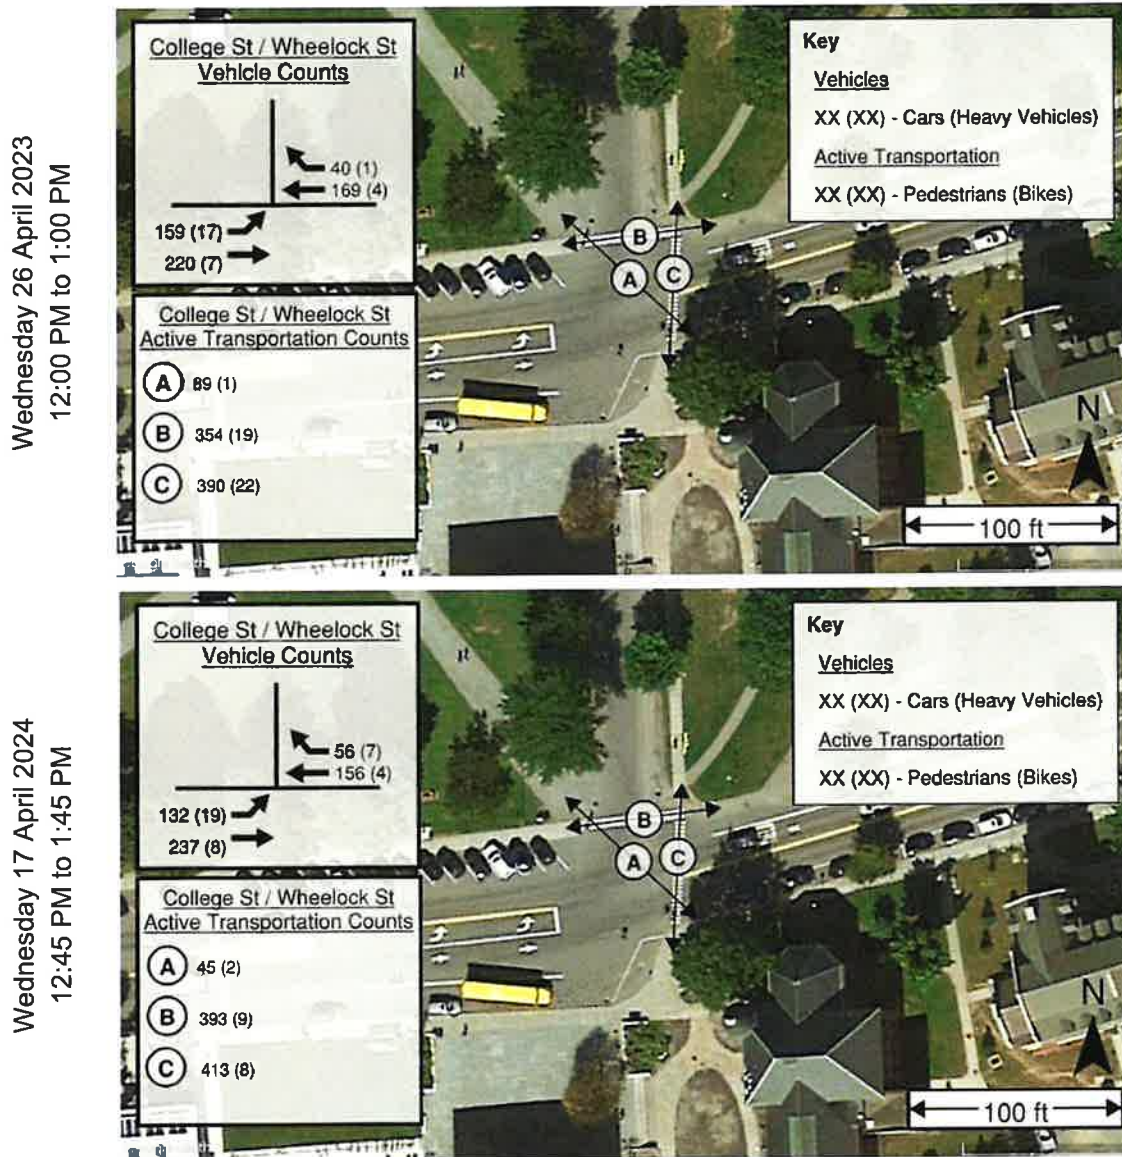 Wednesday 26 April 2023
12:00 PM to 1:00 PM
College St / Wheelock St
Vehicle Counts
40 (1)
169 (4)
159 (17)
220 (7)
College St / Wheelock St
Active Transportation Counts
A 89 (1)
B 354 (19)
C 390 (22)
B
A
C
Key
Vehicles
XX (XX) - Cars (Heavy Vehicles)
Active Transportation
XX (XX) - Pedestrians (Bikes)
N
100 ft
Wednesday 17 April 2024
12:45 PM to 1:45 PM
College St / Wheelock St
Vehicle Counts
56 (7)
156 (4)
132 (19)
237 (8)
College St / Wheelock St
Active Transportation Counts
A 45 (2)
B 393 (9)
C 413 (8)
B
A
C
Key
Vehicles
XX (XX) - Cars (Heavy Vehicles)
Active Transportation
XX (XX) - Pedestrians (Bikes)
N
100 ft